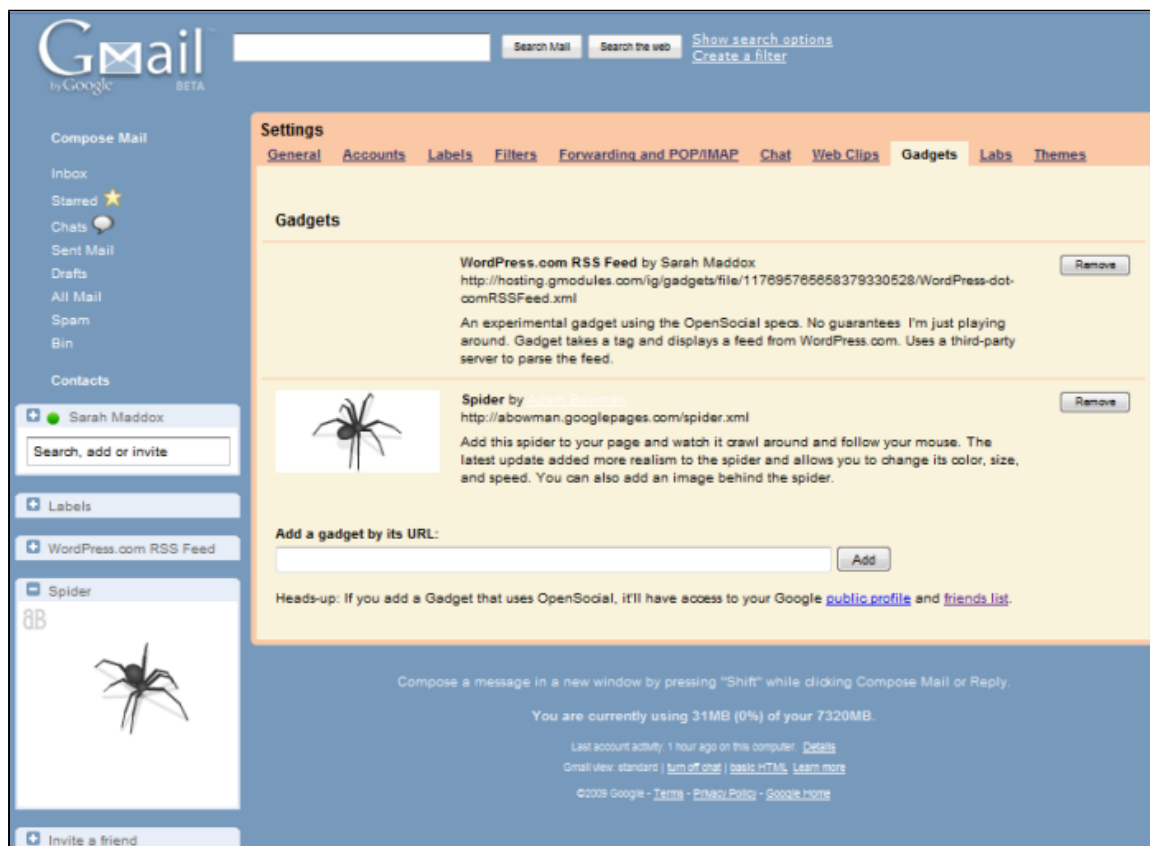 Gmail
by Google BETA
Search Mail Search the web Show search options
Create a filter
Compose Mail
Inbox
Starred
Chats
Sent Mail
Drafts
All Mail
Spam
Bin
Contacts
Sarah Maddox
Search, add or invite
Labels
WordPress.com RSS Feed
Spider
aB
Invite a friend
Settings
General Accounts Labels Filters Forwarding and POP/IMAP Chat Web Clips Gadgets Labs Themes
Gadgets
WordPress.com RSS Feed by Sarah Maddox Remove
http://hosting.gmodules.com/ig/gadgets/file/117695765658379330528/WordPress-dot-
comRSSFeed.xml
An experimental gadget using the OpenSocial specs. No guarantees I'm just playing
around. Gadget takes a tag and displays a feed from WordPress.com. Uses a third-party
server to parse the feed.
Spider by Adam Bowman Remove
http://abowman.googlepages.com/spider.xml
Add this spider to your page and watch it crawl around and follow your mouse. The
latest update added more realism to the spider and allows you to change its color, size,
and speed. You can also add an image behind the spider.
Add a gadget by its URL:
Add
Heads-up: If you add a Gadget that uses OpenSocial, it'll have access to your Google public profile and friends list.
Compose a message in a new window by pressing "Shift" while clicking Compose Mail or Reply.
You are currently using 31MB (0%) of your 7320MB.
Last account activity: 1 hour ago on this computer. Details
Gmail view: standard | turn off chat | basic HTML Learn more
©2009 Google - Terms - Privacy Policy - Google Home